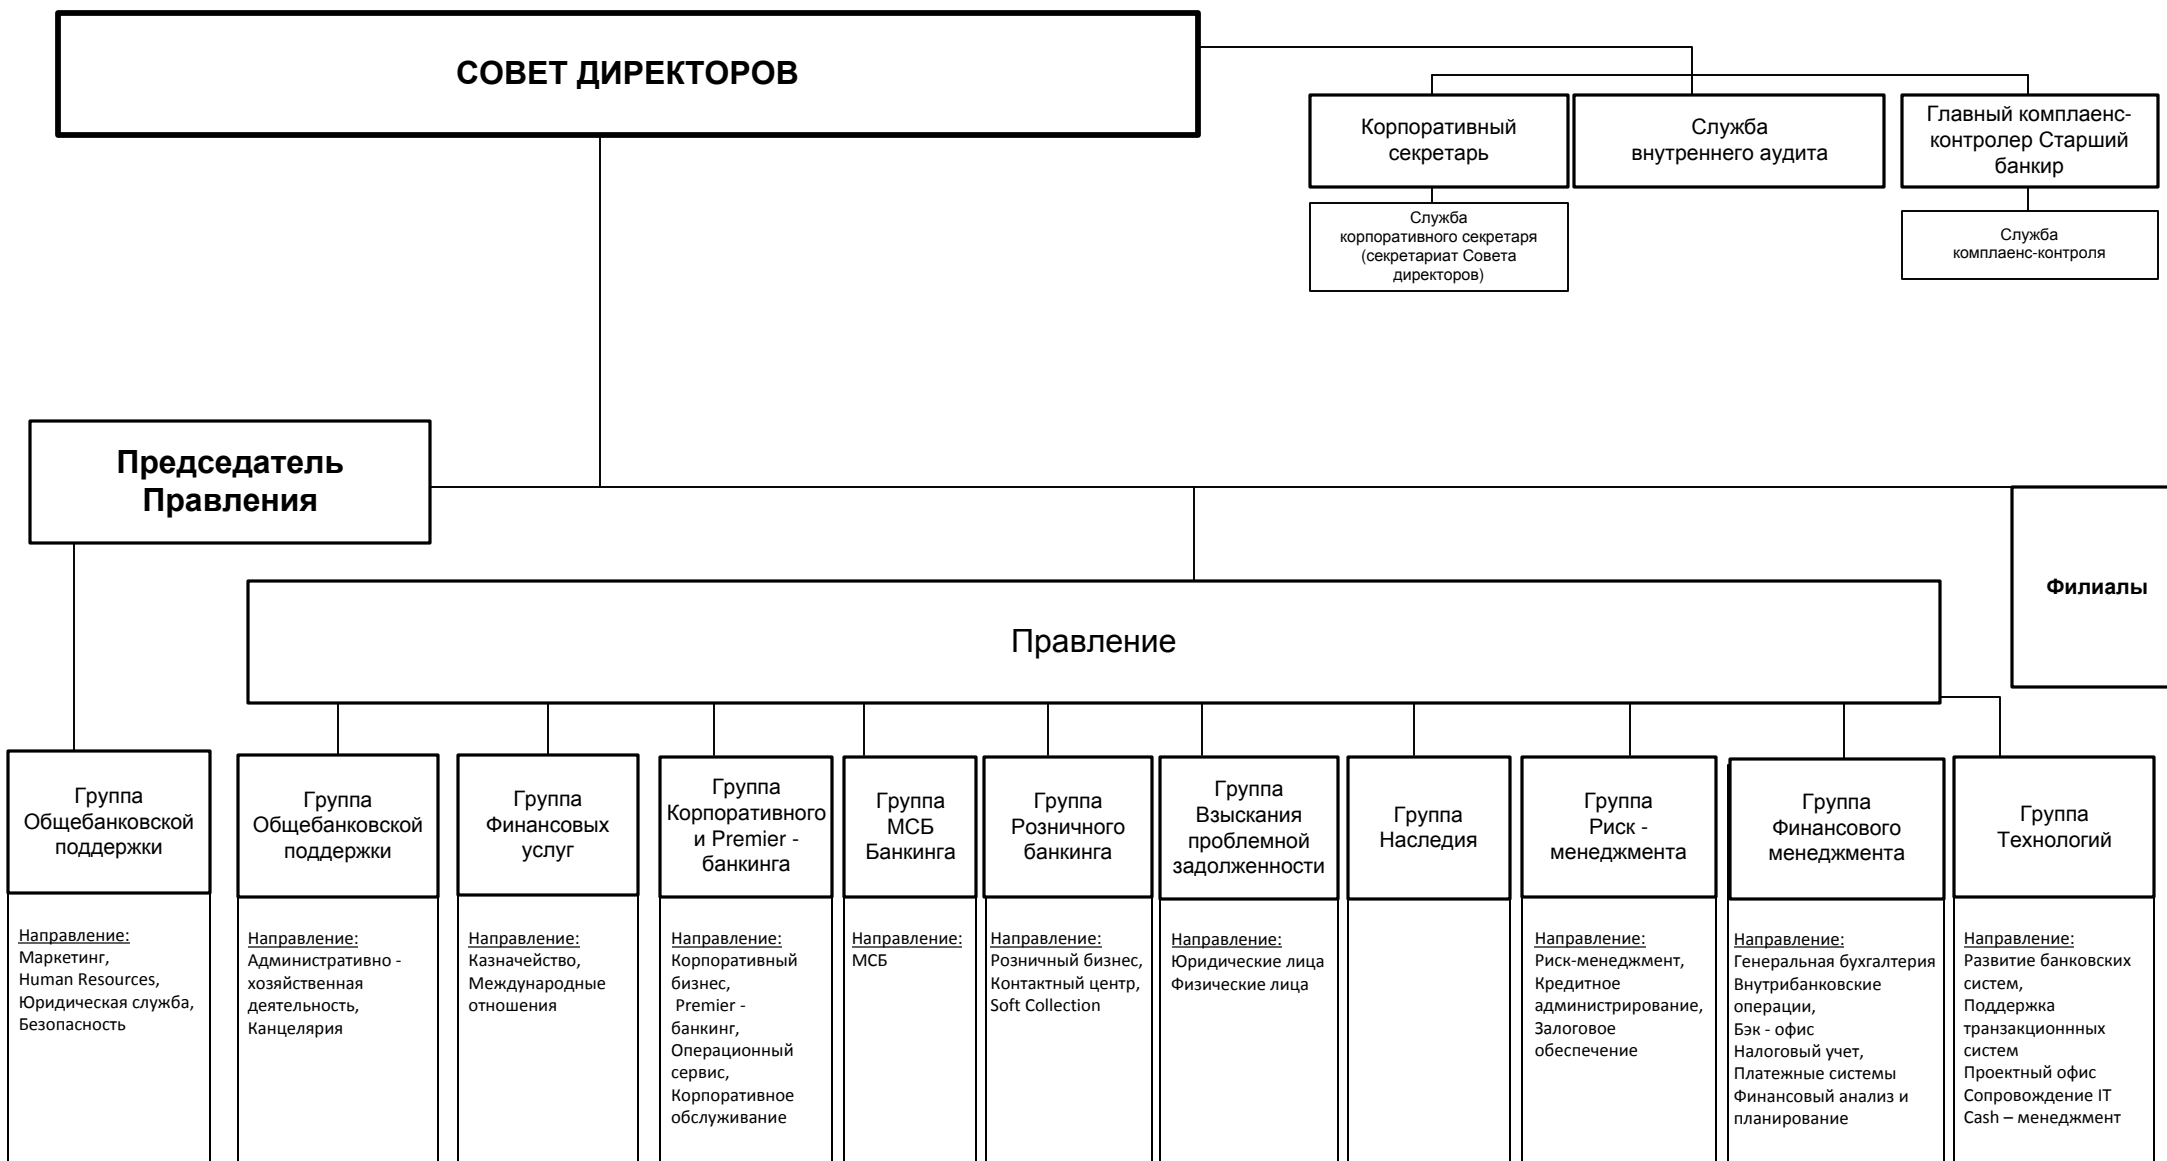 СОВЕТ ДИРЕКТОРОВ
Корпоративный
секретарь
Служба
внутреннего аудита
Главный комплаенс-
контролер Старший
банкир
Служба
корпоративного секретаря
(секретариат Совета
директоров)
Служба
комплаенс-контроля
Председатель
Правления
Филиалы
Правление
Группа
Общебанковской
поддержки
Группа
Общебанковской
поддержки
Группа
Финансовых
услуг
Группа
Корпоративного
и Premier -
банкинга
Группа
МСБ
Банкинга
Группа
Розничного
банкинга
Группа
Взыскания
проблемной
задолженности
Группа
Наследия
Группа
Риск -
менеджмента
Группа
Финансового
менеджмента
Группа
Технологий
Направление:
Маркетинг,
Human Resources,
Юридическая служба,
Безопасность
Направление:
Административно -
хозяйственная
деятельность,
Канцелярия
Направление:
Казначейство,
Международные
отношения
Направление:
Корпоративный
бизнес,
Premier -
банкинг,
Операционный
сервис,
Корпоративное
обслуживание
Направление:
МСБ
Направление:
Розничный бизнес,
Контактный центр,
Soft Collection
Направление:
Юридические лица
Физические лица
Направление:
Риск-менеджмент,
Кредитное
администрирование,
Залоговое
обеспечение
Направление:
Генеральная бухгалтерия
Внутрибанковские
операции,
Бэк - офис
Налоговый учет,
Платежные системы
Финансовый анализ и
планирование
Направление:
Развитие банковских
систем,
Поддержка
транзакционнных
систем
Проектный офис
Сопровождение IT
Cash – менеджмент